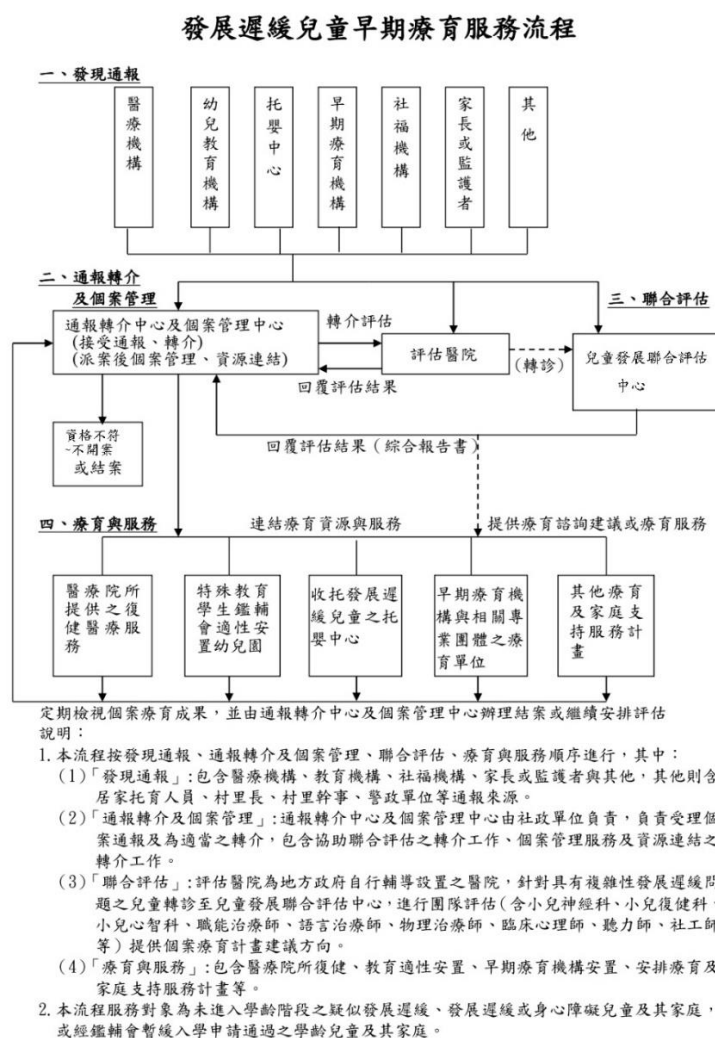 發展遲緩兒童早期療育服務流程
一、發現通報
醫療機構
幼兒教育機構
托嬰中心
早期療育機構
社福機構
家長或監護者
其他
二、通報轉介
及個案管理
三、聯合評估
通報轉介中心及個案管理中心
(接受通報、轉介)
(派案後個案管理、資源連結)
轉介評估
回覆評估結果
評估醫院
(轉診)
兒童發展聯合評估
中心
資格不符
~不開案
或結案
回覆評估結果（綜合報告書）
四、療育與服務
連結療育資源與服務
提供療育諮詢建議或療育服務
醫療院所
提供之復
健醫療服
務
特殊教育
學生鑑輔
會適性安
置幼兒園
收托發展遲
緩兒童之托
嬰中心
早期療育機
構與相關專
業團體之療
育單位
其他療育
及家庭支
持服務計
畫
定期檢視個案療育成果，並由通報轉介中心及個案管理中心辦理結案或繼續安排評估
說明：
1. 本流程按發現通報、通報轉介及個案管理、聯合評估、療育與服務順序進行，其中：
(1)「發現通報」:包含醫療機構、教育機構、社福機構、家長或監護者與其他，其他則含
居家托育人員、村里長、村里幹事、警政單位等通報來源。
(2)「通報轉介及個案管理」：通報轉介中心及個案管理中心由社政單位負責，負責受理個
案通報及為適當之轉介，包含協助聯合評估之轉介工作、個案管理服務及資源連結之
轉介工作。
(3)「聯合評估」:評估醫院為地方政府自行輔導設置之醫院，針對具有複雜性發展遲緩問
題之兒童轉診至兒童發展聯合評估中心，進行團隊評估(含小兒神經科、小兒復健科，
小兒心智科、職能治療師、語言治療師、物理治療師、臨床心理師、聽力師、社工師
等）提供個案療育計畫建議方向。
(4)「療育與服務」:包含醫療院所復健、教育適性安置、早期療育機構安置、安排療育及
家庭支持服務計畫等。
2. 本流程服務對象為未進入學齡階段之疑似發展遲緩、發展遲緩或身心障礙兒童及其家庭，
或經鑑輔會暫緩入學申請通過之學齡兒童及其家庭。